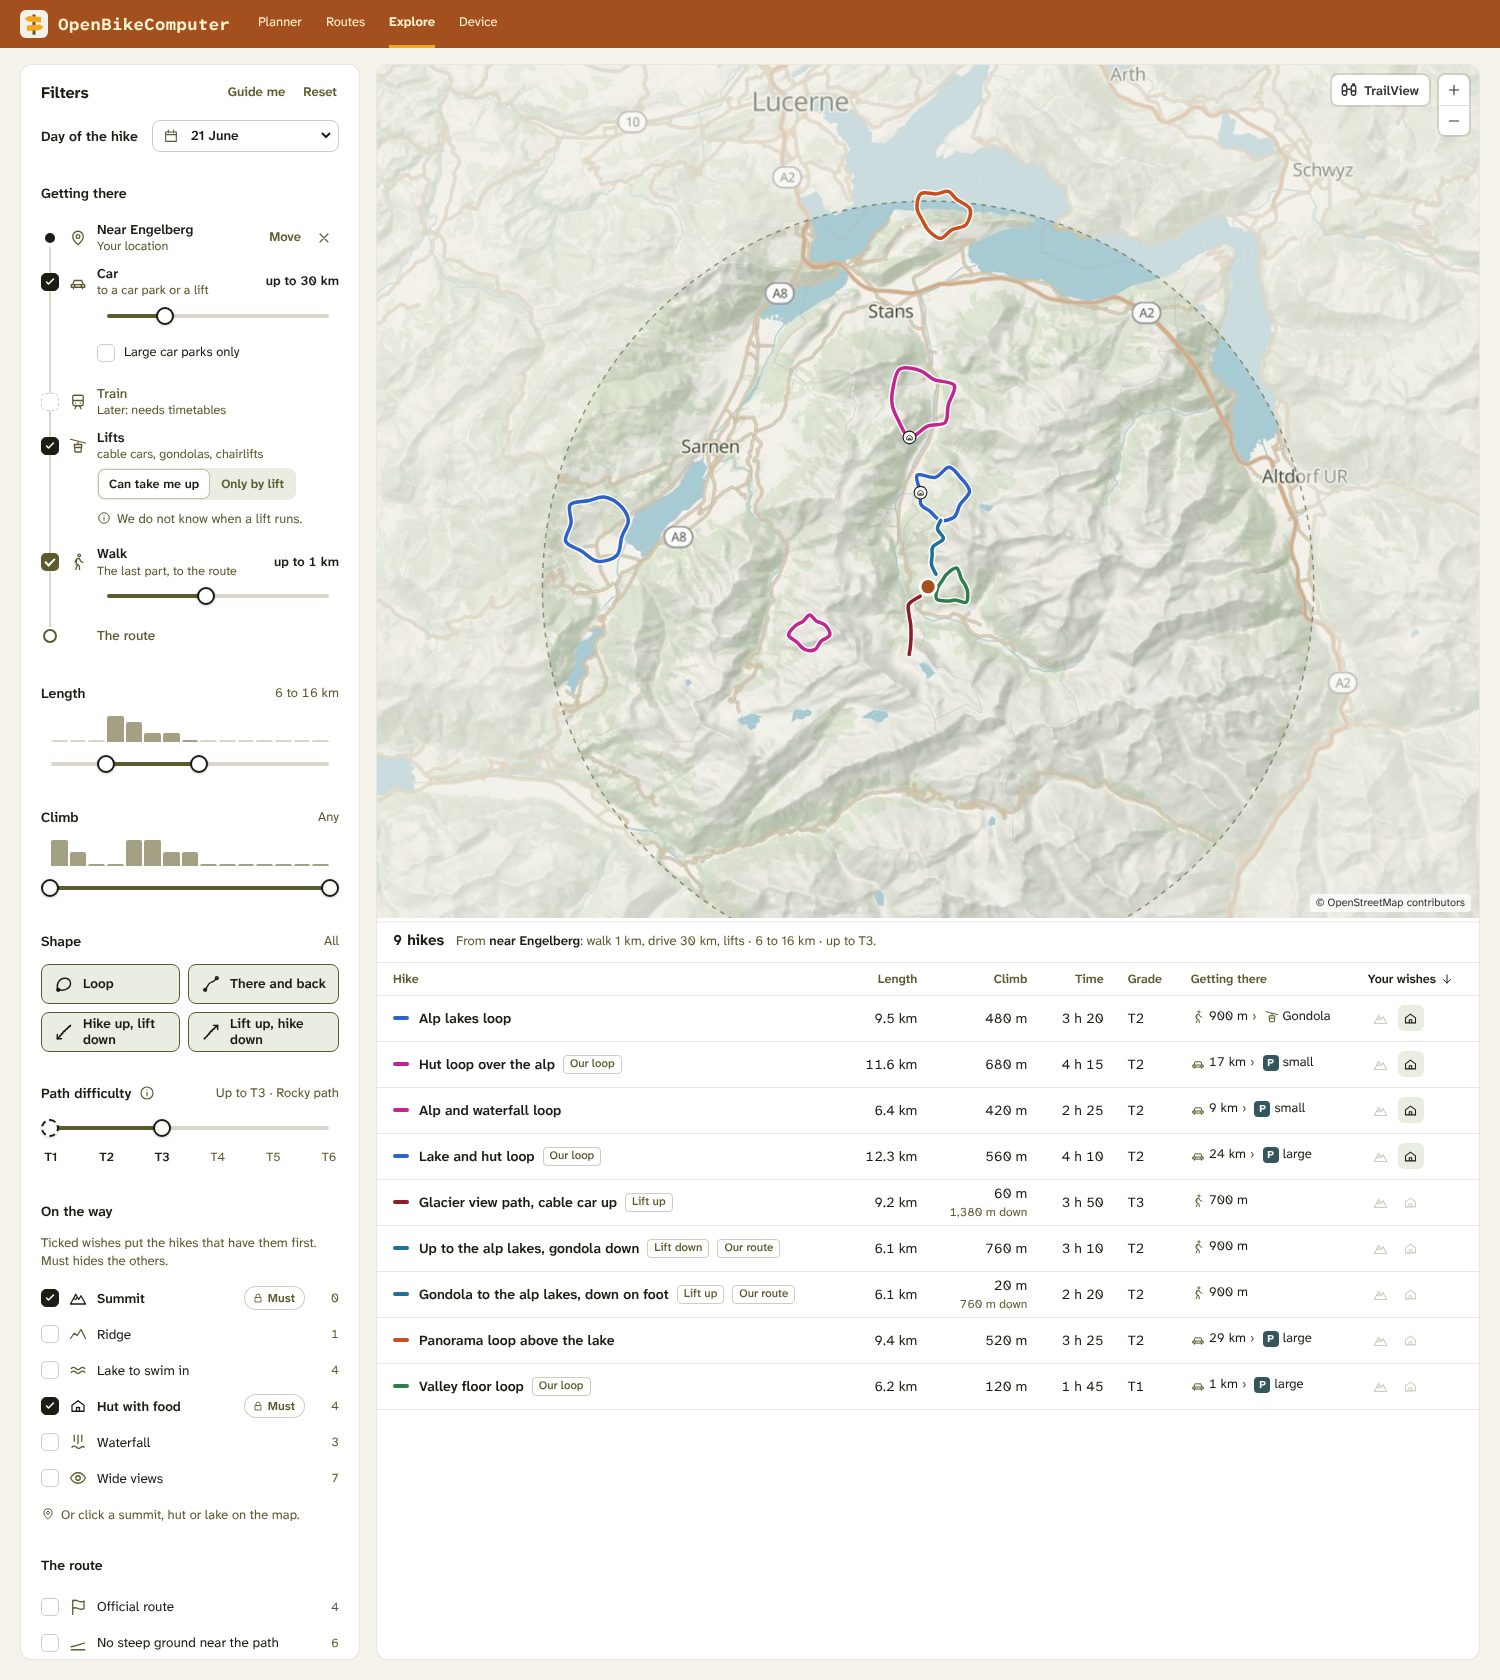 OpenBikeComputer
Planner
Routes
Explore
Device
Filters
Guide me
Reset
Day of the hike
21 June
Getting there
Near Engelberg
Your location
Move
Car
to a car park or a lift
up to 30 km
Large car parks only
Train
Later: needs timetables
Lifts
cable cars, gondolas, chairlifts
Can take me up
Only by lift
We do not know when a lift runs.
Walk
The last part, to the route
up to 1 km
The route
Length
6 to 16 km
Climb
Any
Shape
All
Loop
There and back
Hike up, lift
down
Lift up, hike
down
Path difficulty
Up to T3 · Rocky path
T1
T2
T3
T4
T5
T6
On the way
Ticked wishes put the hikes that have them first.
Must hides the others.
Summit
Must
0
Ridge
1
Lake to swim in
4
Hut with food
Must
4
Waterfall
3
Wide views
7
Or click a summit, hut or lake on the map.
The route
Official route
4
No steep ground near the path
6
Arth
Lucerne
10
A2
Schwyz
TrailView
+
−
A8
Stans
A2
Sarnen
Altdorf UR
A8
A2
© OpenStreetMap contributors
9 hikes From near Engelberg: walk 1 km, drive 30 km, lifts · 6 to 16 km · up to T3.
Hike Length Climb Time Grade Getting there Your wishes ↓
Alp lakes loop 9.5 km 480 m 3 h 20 T2 900 m › Gondola
Hut loop over the alp Our loop 11.6 km 680 m 4 h 15 T2 17 km › P small
Alp and waterfall loop 6.4 km 420 m 2 h 25 T2 9 km › P small
Lake and hut loop Our loop 12.3 km 560 m 4 h 10 T2 24 km › P large
Glacier view path, cable car up Lift up 9.2 km 60 m 3 h 50 T3 700 m
1,380 m down
Up to the alp lakes, gondola down Lift down Our route 6.1 km 760 m 3 h 10 T2 900 m
Gondola to the alp lakes, down on foot Lift up Our route 6.1 km 20 m 2 h 20 T2 900 m
760 m down
Panorama loop above the lake 9.4 km 520 m 3 h 25 T2 29 km › P large
Valley floor loop Our loop 6.2 km 120 m 1 h 45 T1 1 km › P large